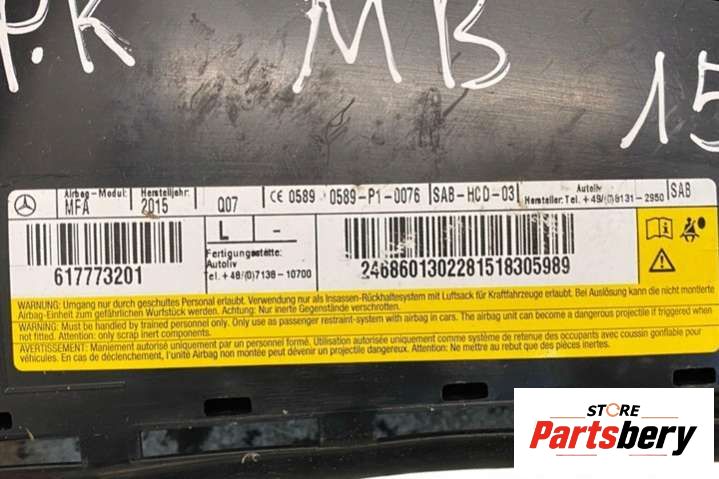 P.K MB 15
Airbag-Modul: Herstelljahr: Autoliv
MFA 2015 Q07 CE 0589 0589-P1-0076 SAB-HCD-03 Hersteller: Tel. +49/(0)8131-2950 SAB
L -
Fertigungsstätte:
Autoliv
Tel. +49/(0)7136-10700
617773201
2468601302281518305989
WARNUNG: Umgang nur durch geschultes Personal erlaubt. Verwendung nur als Insassen-Rückhaltesystem mit Luftsack für Kraftfahrzeuge erlaubt. Bei Auslösung kann die nicht montierte
Airbag-Einheit zum gefährlichen Wurfstück werden. Achtung: Nur inerte Gegenstände verschrotten.
WARNING: Must be handled by trained personnel only. Only use as passenger restraint-system with airbag in cars. The airbag unit can become a dangerous projectile if triggered when
not fitted. Attention: only scrap inert components.
AVERTISSEMENT: Maniement autorisé uniquement par un personnel formé. Utilisation autorisée uniquement comme système de retenue des occupants avec coussin gonflable pour
véhicules. En cas de déclenchement, l'unité Airbag non montée peut devenir un projectile dangereux. Attention: Ne mettre au rebut que des pièces inertes.
STORE
Partsbery